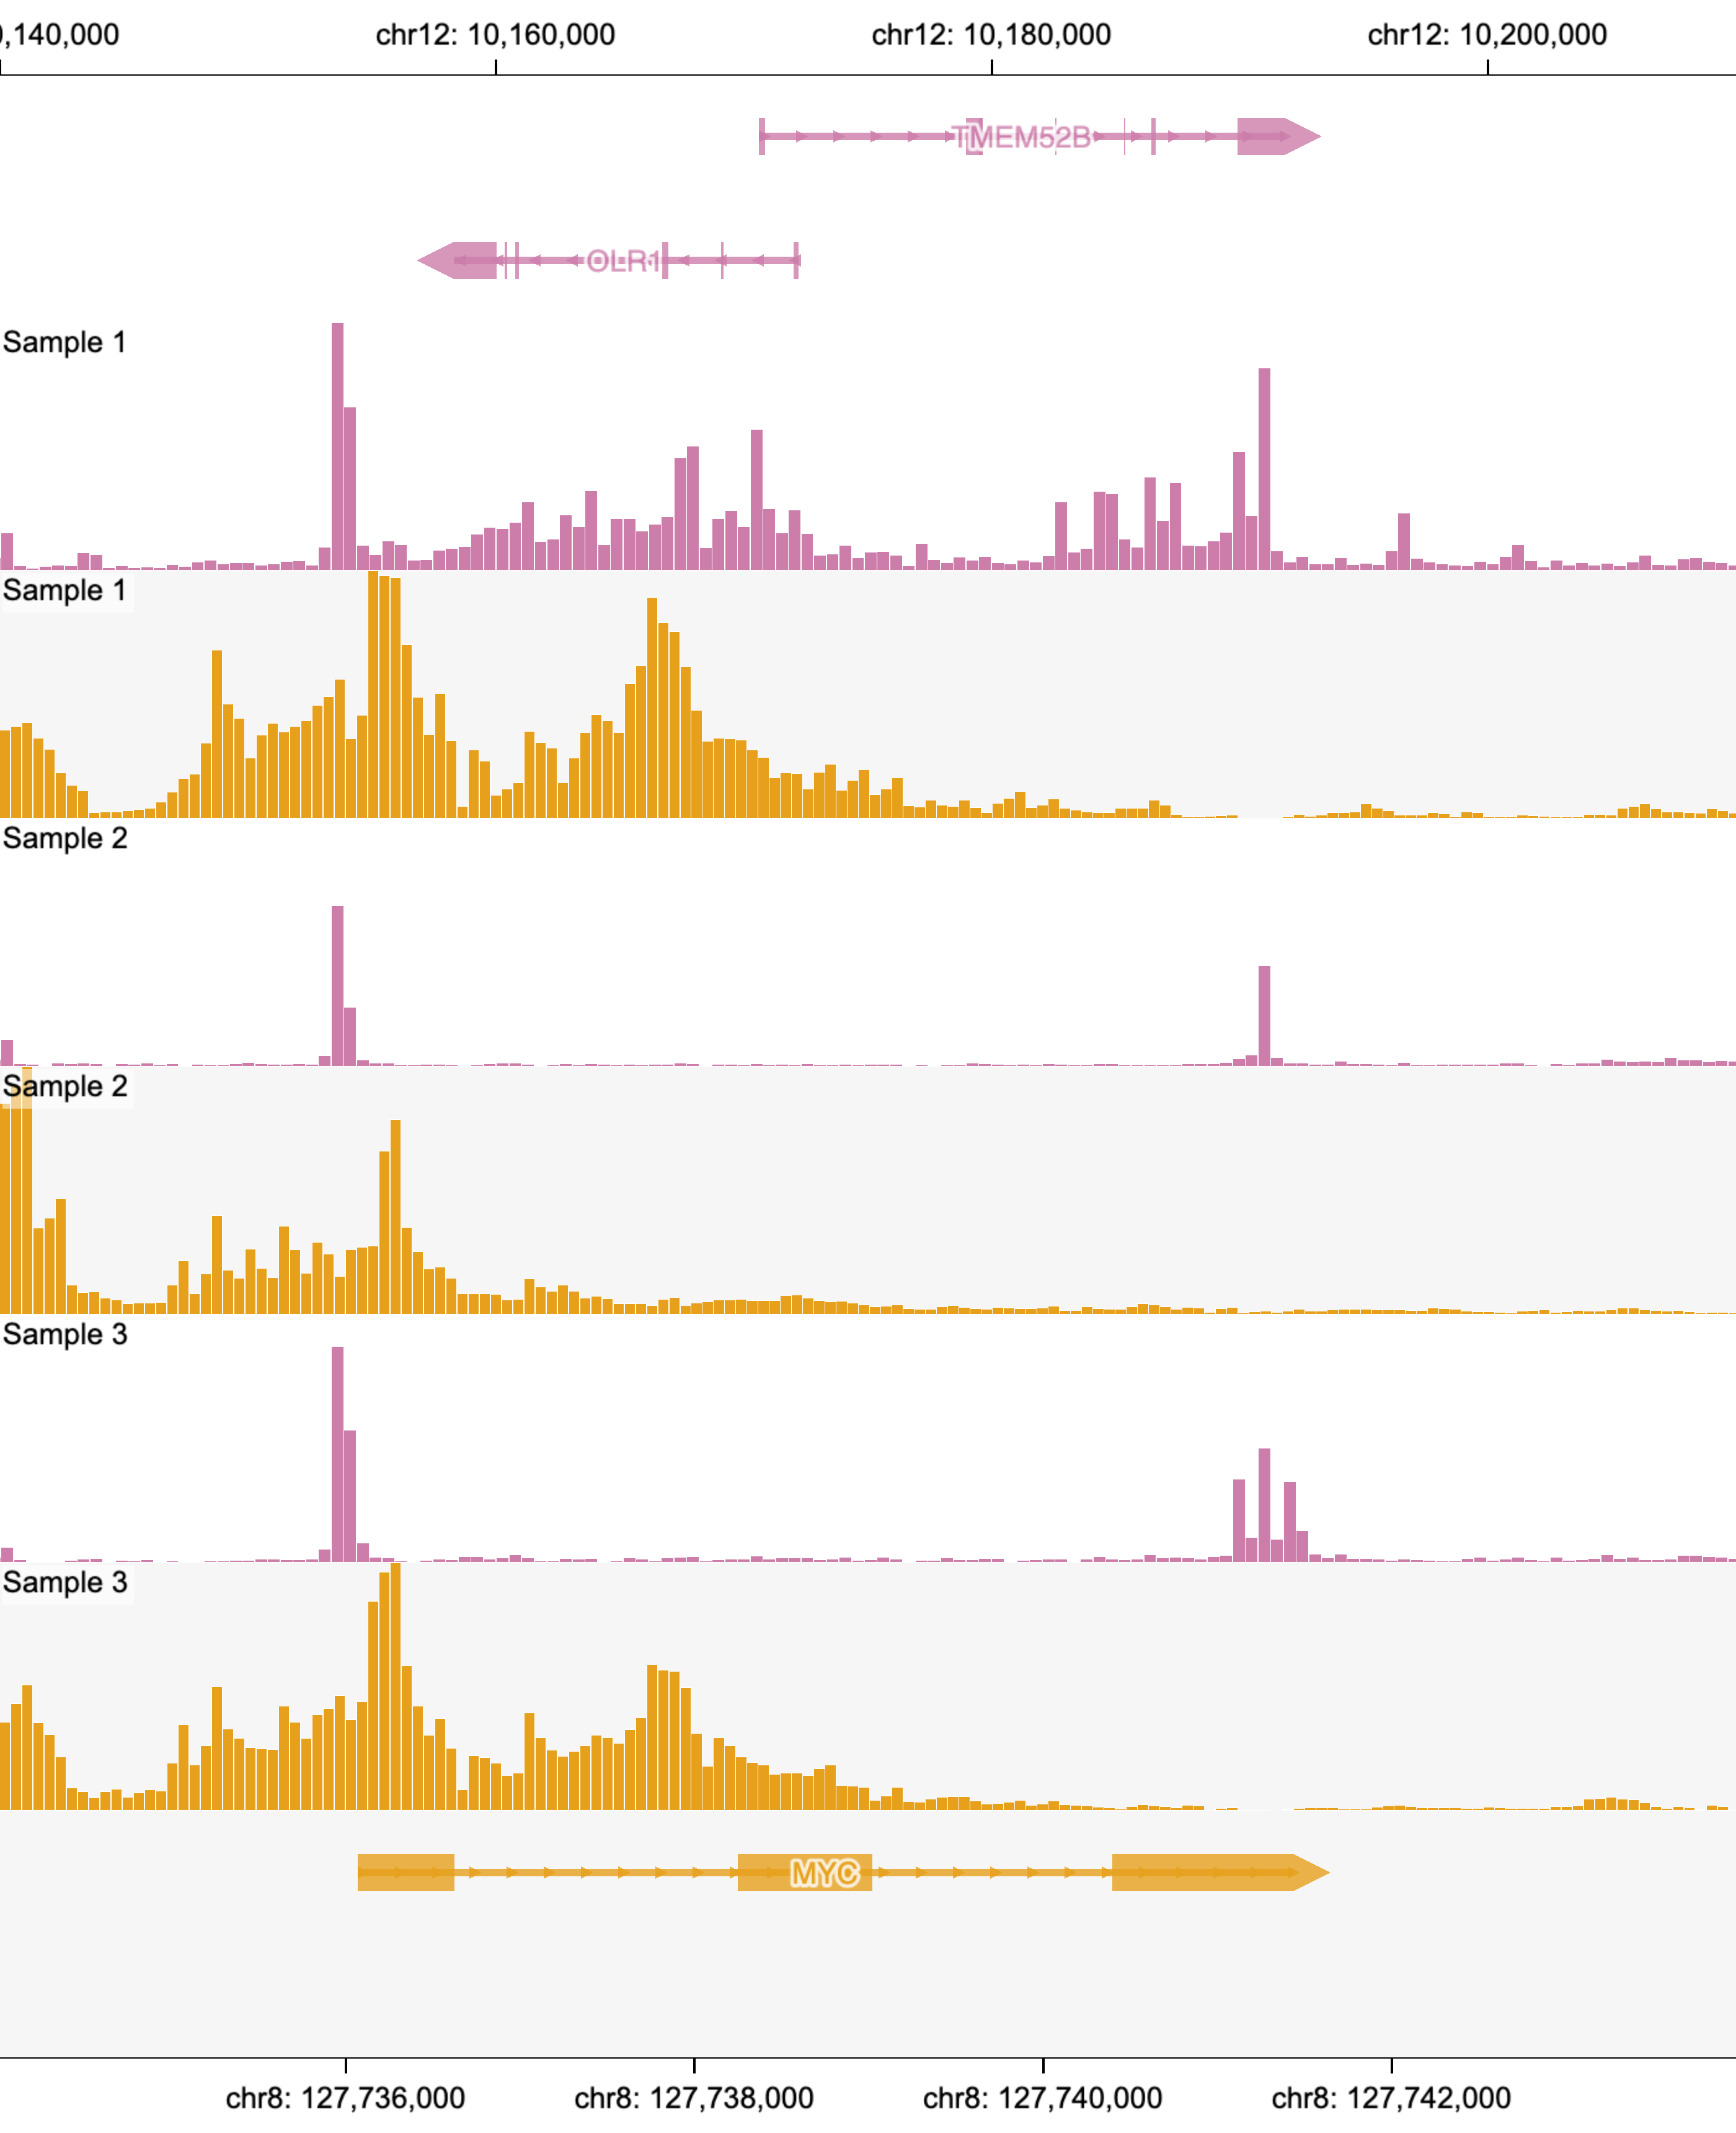 0,140,000 chr12: 10,160,000 chr12: 10,180,000 chr12: 10,200,000
TMEM52B
OLR1
Sample 1
Sample 1
Sample 2
Sample 2
Sample 3
Sample 3
MYC
chr8: 127,736,000 chr8: 127,738,000 chr8: 127,740,000 chr8: 127,742,000